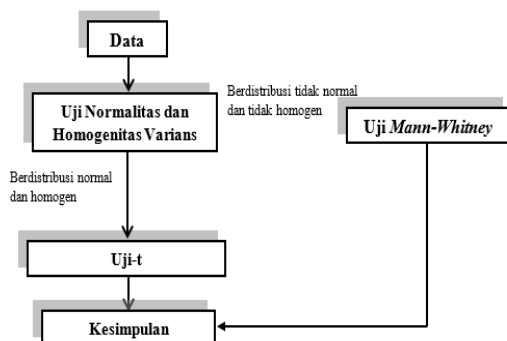 Data
Uji Normalitas dan
Homogenitas Varians
Berdistribusi tidak normal
dan tidak homogen
Uji Mann-Whitney
Berdistribusi normal
dan homogen
Uji-t
Kesimpulan